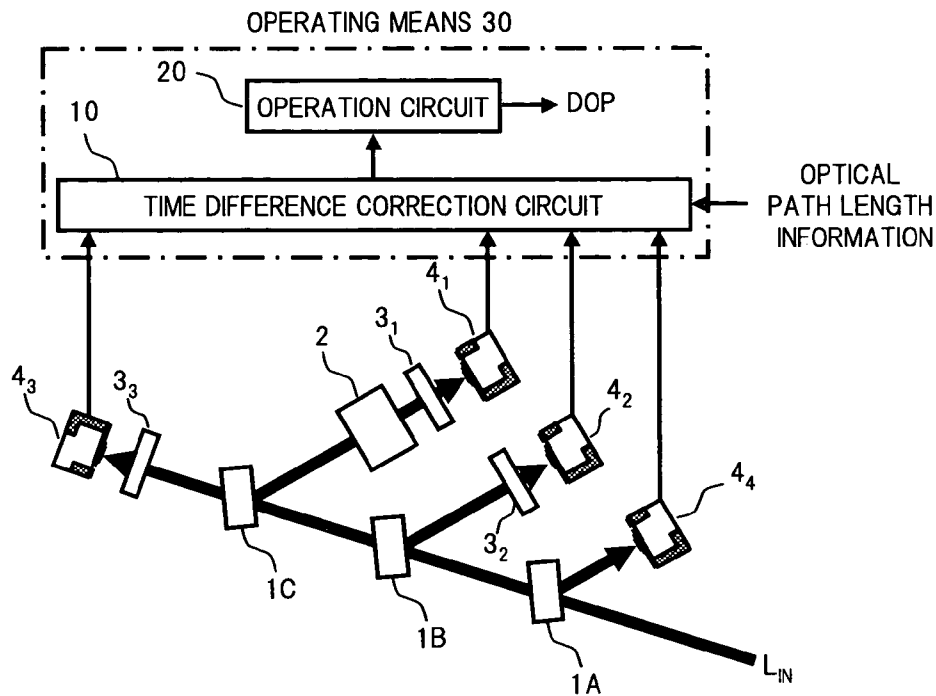 OPERATING MEANS 30
20
OPERATION CIRCUIT
DOP
10
TIME DIFFERENCE CORRECTION CIRCUIT
OPTICAL
PATH LENGTH
INFORMATION
4₁
3₁
2
4₃
3₃
4₂
3₂
4₄
1C
1B
1A
L_IN